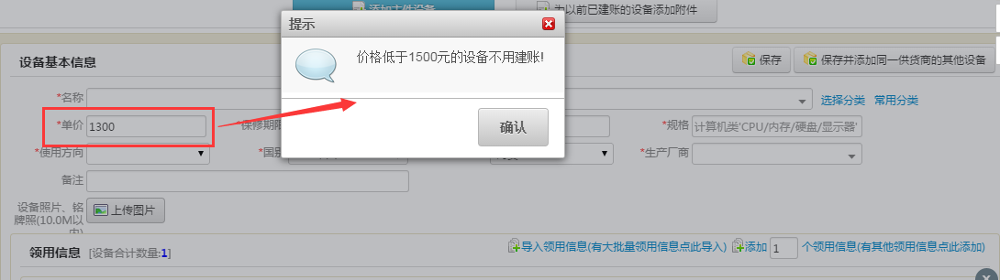 添加主件设备
为以前已建账的设备添加附件
提示
价格低于1500元的设备不用建账!
确认
设备基本信息
保存
保存并添加同一供货商的其他设备
*名称
选择分类 常用分类
*单价 1300
*保修期限
*规格 计算机类'CPU/内存/硬盘/显示器'
*使用方向
*国别
*生产厂商
备注
设备照片、铭
牌照(10.0M以
内)
上传图片
领用信息 [设备合计数量:1]
导入领用信息(有大批量领用信息点此导入) 添加 1 个领用信息(有其他领用信息点此添加)